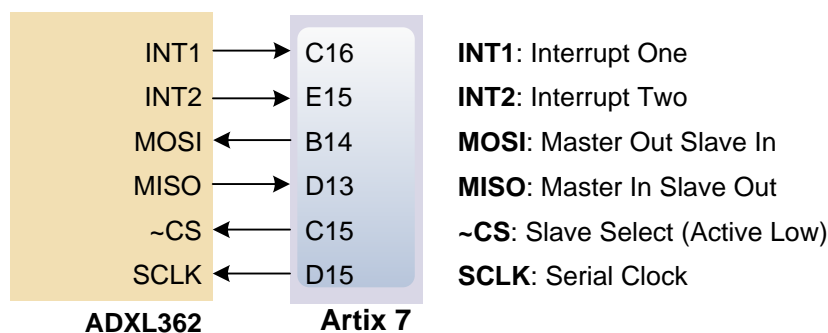 INT1 C16 INT1: Interrupt One
INT2 E15 INT2: Interrupt Two
MOSI B14 MOSI: Master Out Slave In
MISO D13 MISO: Master In Slave Out
~CS C15 ~CS: Slave Select (Active Low)
SCLK D15 SCLK: Serial Clock
ADXL362 Artix 7